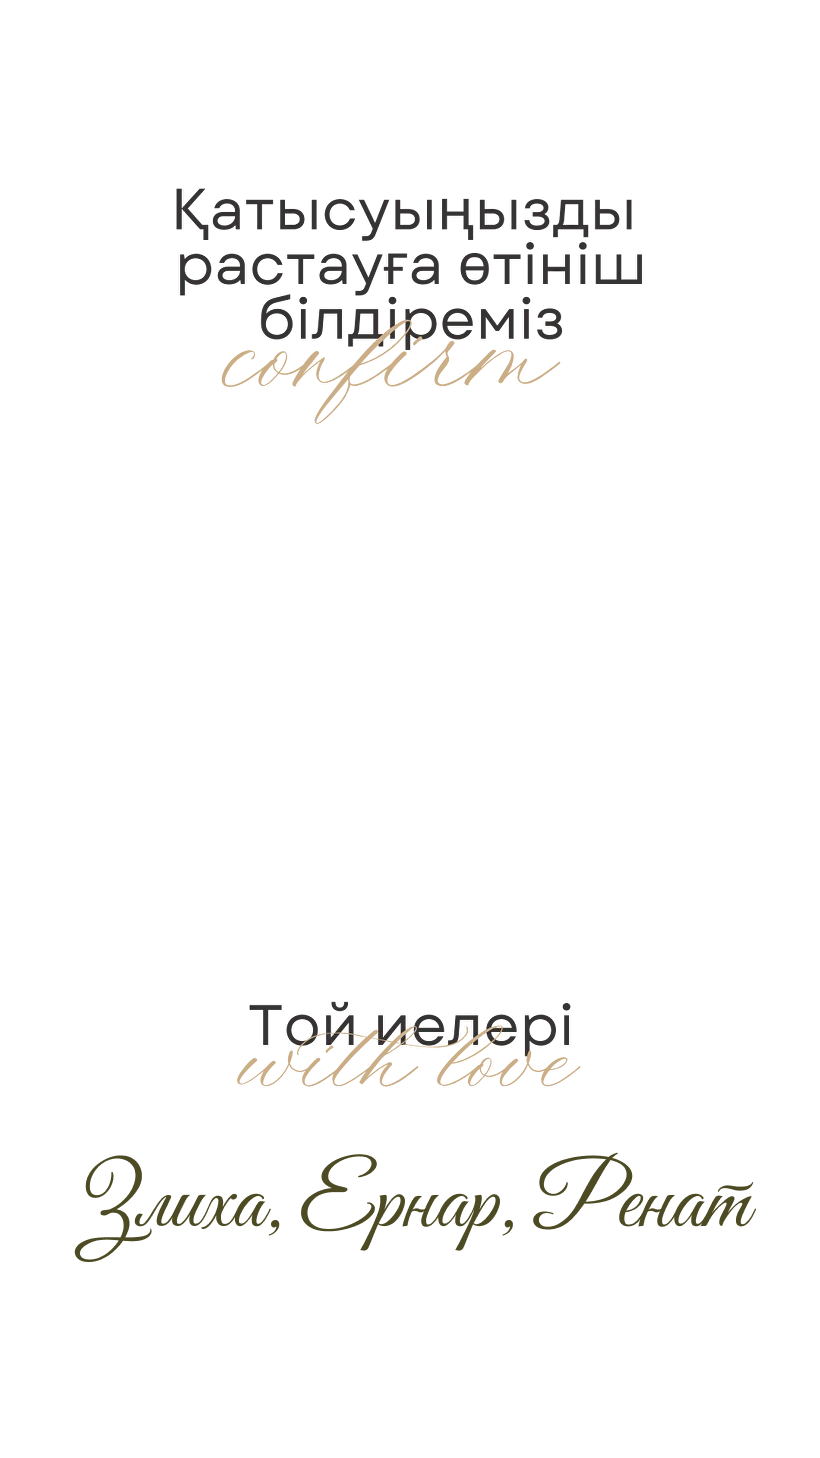 Қатысуыңызды
растауға өтініш
білдіреміз
confirm
Той иелері
with love
Злиха, Ернар, Ренат